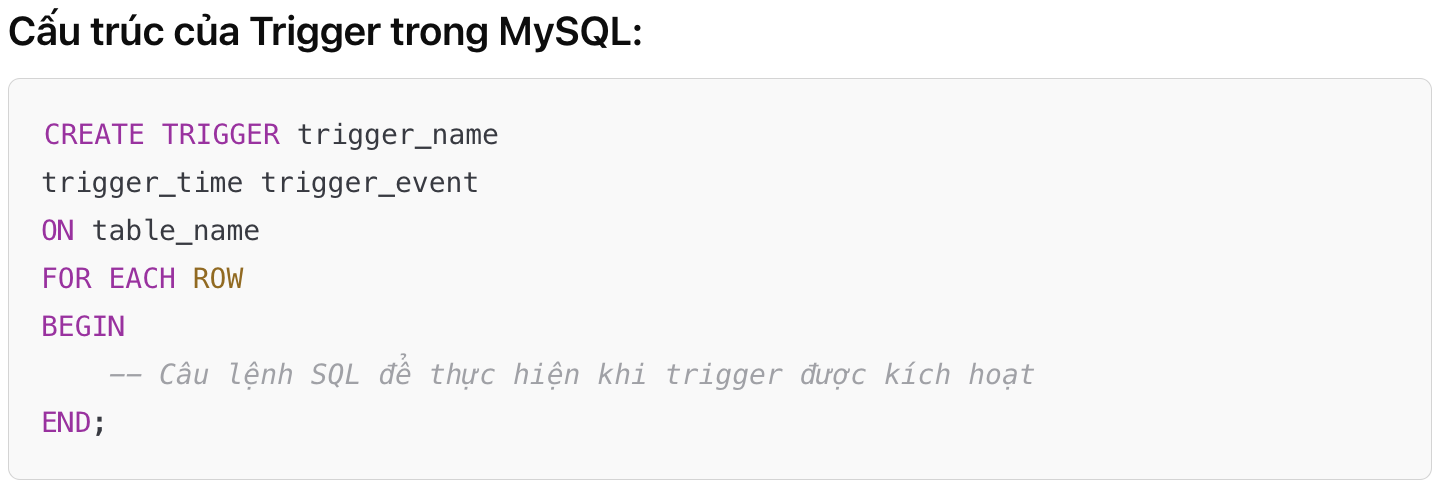 Cấu trúc của Trigger trong MySQL:
CREATE TRIGGER trigger_name
trigger_time trigger_event
ON table_name
FOR EACH ROW
BEGIN
    -- Câu lệnh SQL để thực hiện khi trigger được kích hoạt
END;